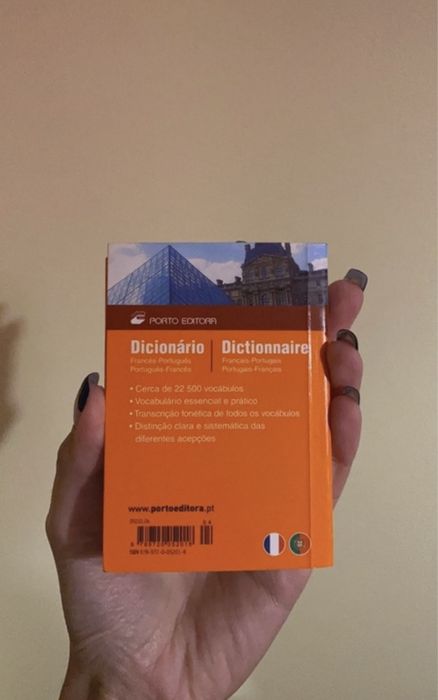 PORTO EDITORA
Dicionário
Francês-Português
Português-Francês
Dictionnaire
Français-Portugais
Portugais-Français
• Cerca de 22 500 vocábulos
• Vocabulário essencial e prático
• Transcrição fonética de todos os vocábulos
• Distinção clara e sistemática das
diferentes acepções
www.portoeditora.pt